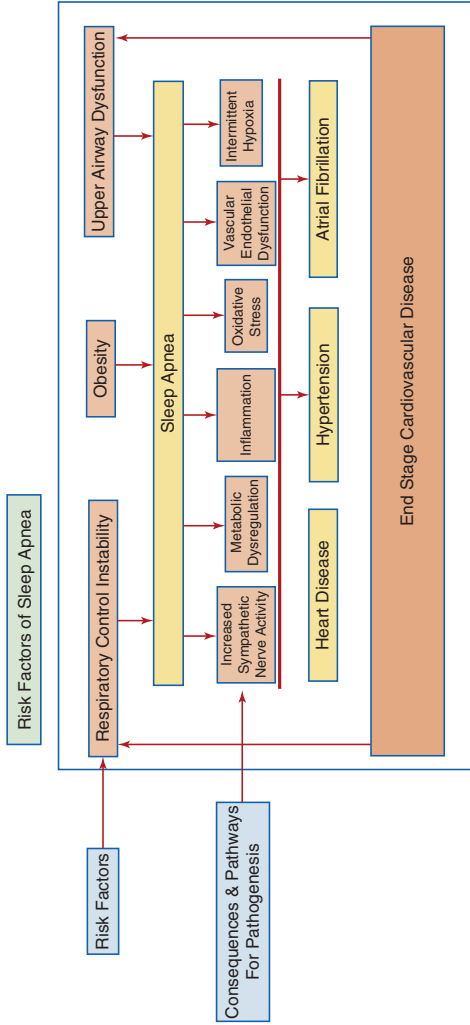 Risk Factors of Sleep Apnea
Risk Factors
Respiratory Control Instability
Obesity
Upper Airway Dysfunction
Sleep Apnea
Consequences & Pathways
For Pathogenesis
Increased
Sympathetic
Nerve Activity
Metabolic
Dysregulation
Inflammation
Oxidative
Stress
Vascular
Endothelial
Dysfunction
Intermittent
Hypoxia
Heart Disease
Hypertension
Atrial Fibrillation
End Stage Cardiovascular Disease